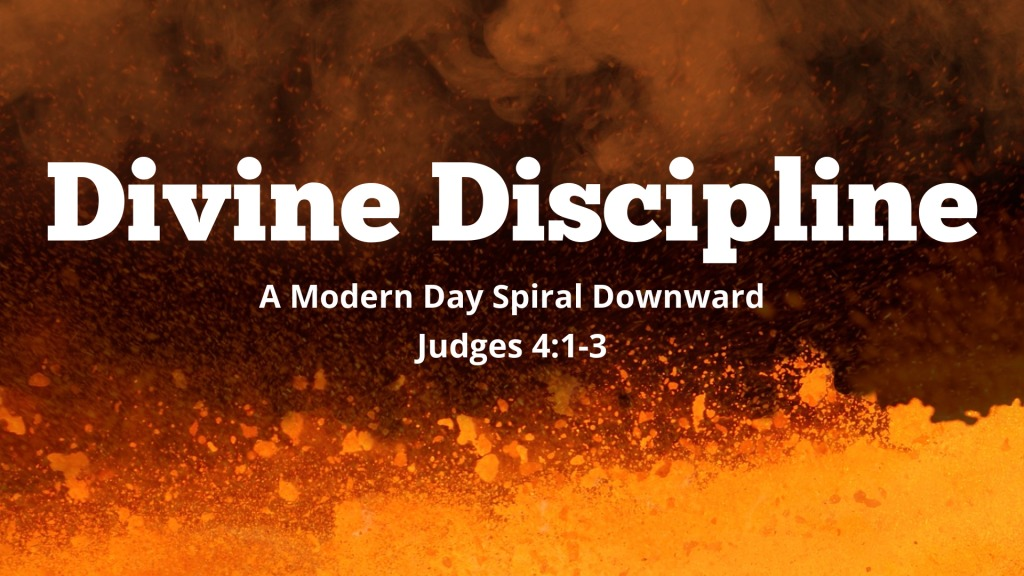 Divine Discipline
A Modern Day Spiral Downward
Judges 4:1-3